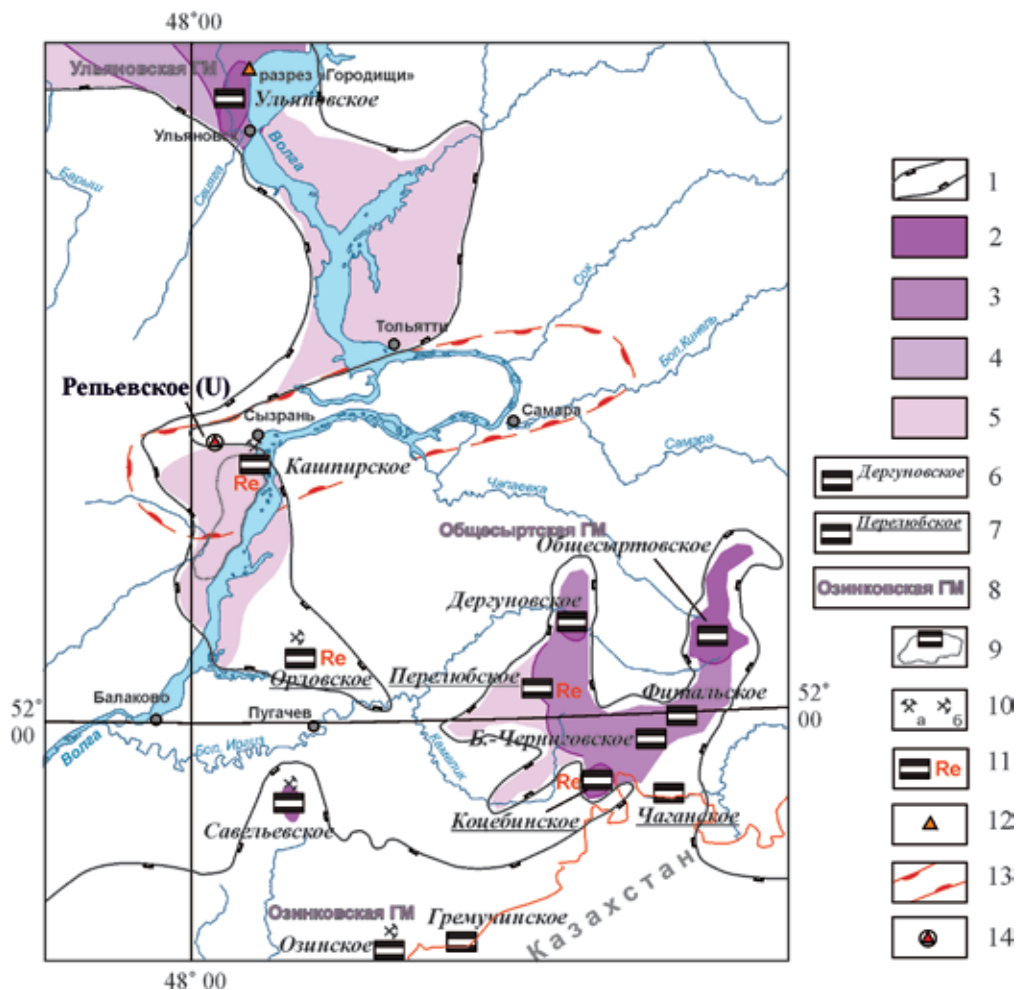 48°00
Ульяновская ГМ
разрез «Городищи»
Ульяновское
Ульяновск
Волга
Барыш
Свияга
Сок
Тольятти
Бол.Кинель
Репьевское (U)
Сызрань
Самара
Кашпирское
Re
Самара
Чапаевка
Общесыртская ГМ
Общесыртовское
Дергуновское
Орловское
Re
Перелюбское
Re
Фитальское
Балаково
Пугачев
52°
00
52°
00
Волга
Бол. Иргиз
Камелик
Б.-Черниговское
Re
Савельевское
Коцебинское
Чаганское
Казахстан
Озинковская ГМ
Гремучинское
Озинское
48° 00
1
2
3
4
5
Дергуновское 6
Перелюбское 7
Озинковская ГМ 8
9
а б 10
Re 11
12
13
14